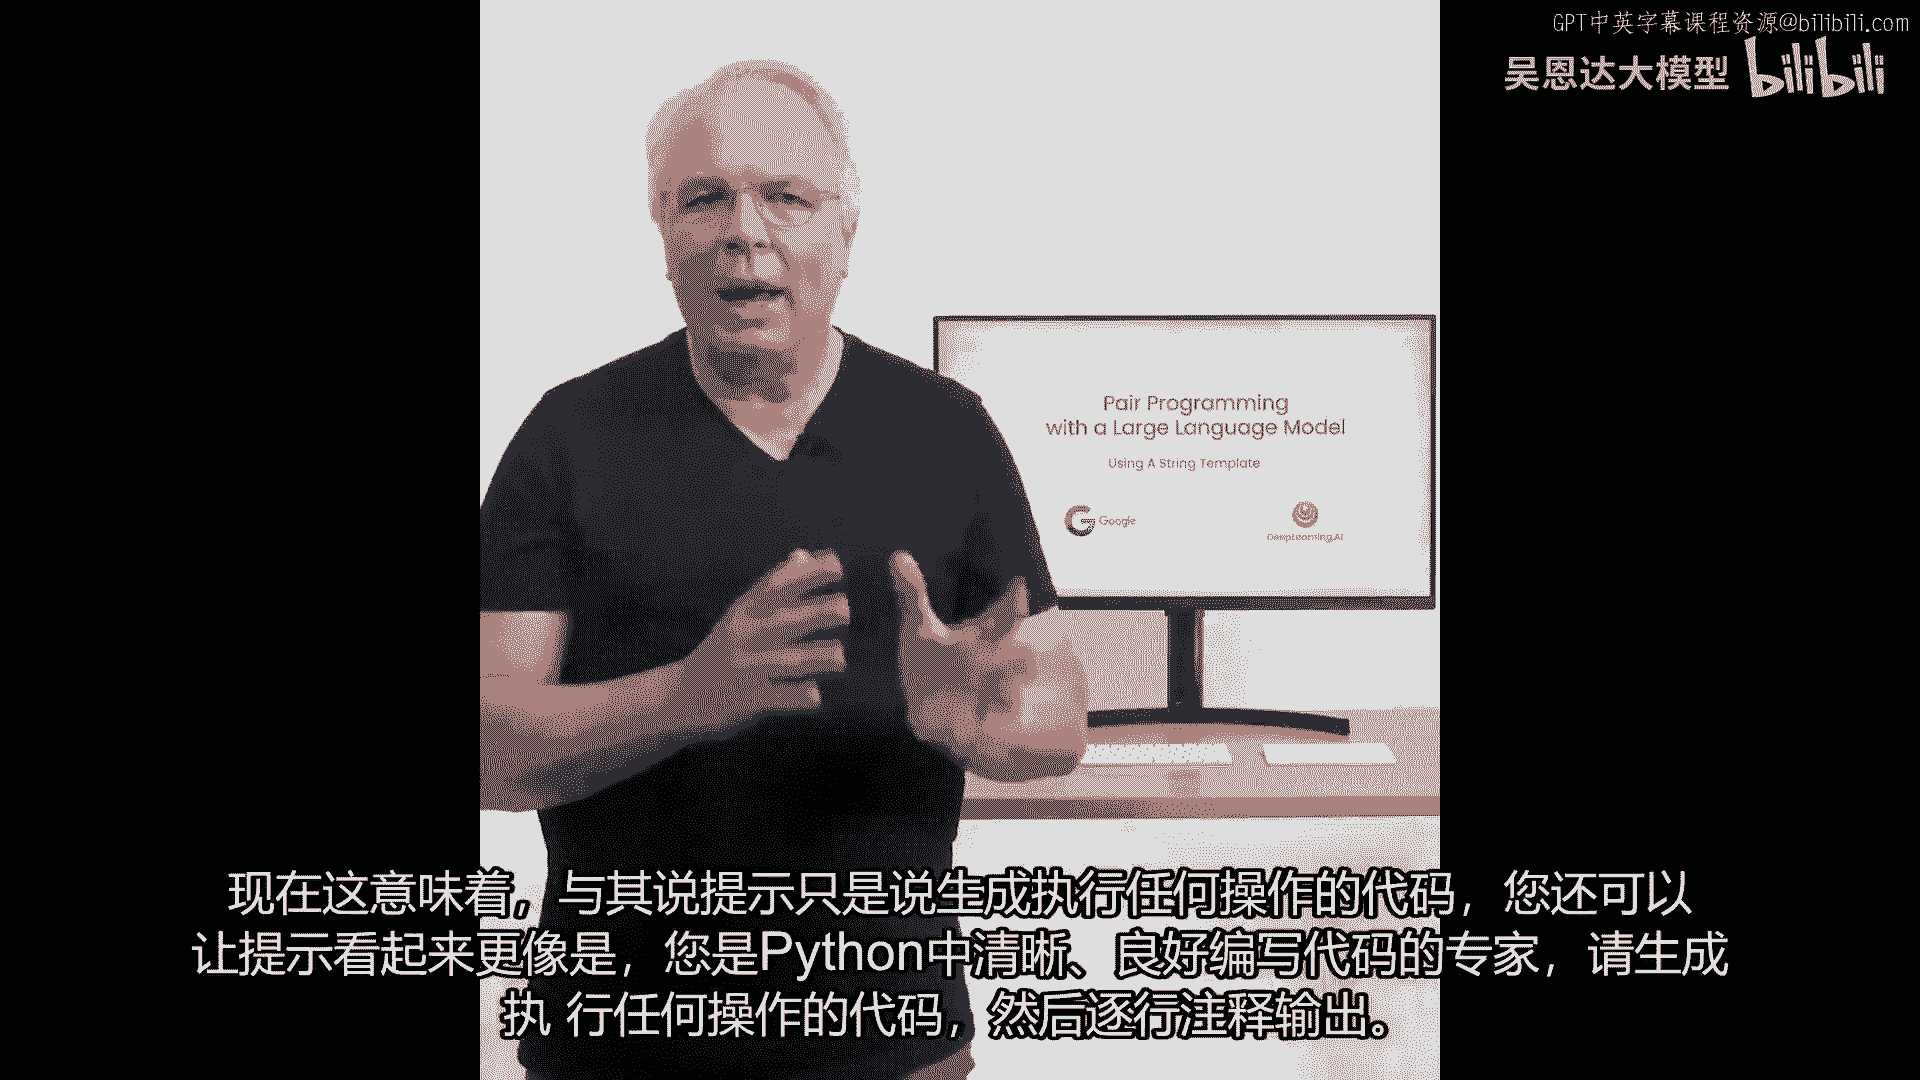 GPT中英字幕课程资源@bilibili.com
吴恩达大模型 bilibili
Pair Programming
with a Large Language Model
Using A String Template
Google
DeepLearning.AI
现在这意味着，与其说提示只是说生成执行任何操作的代码，您还可以
让提示看起来更像是，您是Python中清晰、良好编写代码的专家，请生成
执 行任何操作的代码，然后逐行注释输出。